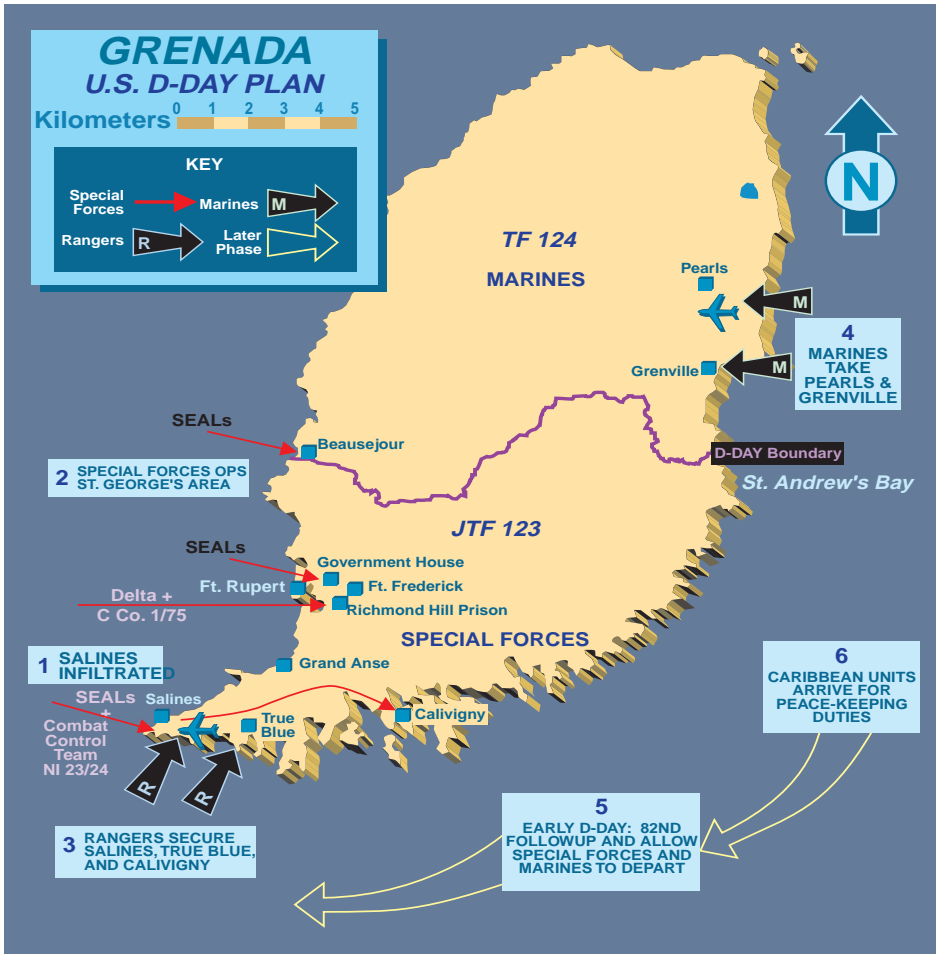 GRENADA
U.S. D-DAY PLAN
0 1 2 3 4 5
Kilometers
KEY
Special
Forces
Marines
M
Rangers
R
Later
Phase
N
TF 124
MARINES
Pearls
M
4
MARINES
TAKE
PEARLS &
GRENVILLE
Grenville
M
SEALs
Beausejour
D-DAY Boundary
2 SPECIAL FORCES OPS
ST. GEORGE'S AREA
St. Andrew's Bay
JTF 123
SEALs
Government House
Ft. Rupert
Ft. Frederick
Delta +
C Co. 1/75
Richmond Hill Prison
SPECIAL FORCES
1 SALINES
INFILTRATED
Grand Anse
6
CARIBBEAN UNITS
ARRIVE FOR
PEACE-KEEPING
DUTIES
SEALs
+
Combat
Control
Team
NI 23/24
Salines
True
Blue
Calivigny
R
R
3 RANGERS SECURE
SALINES, TRUE BLUE,
AND CALIVIGNY
5
EARLY D-DAY: 82ND
FOLLOWUP AND ALLOW
SPECIAL FORCES AND
MARINES TO DEPART